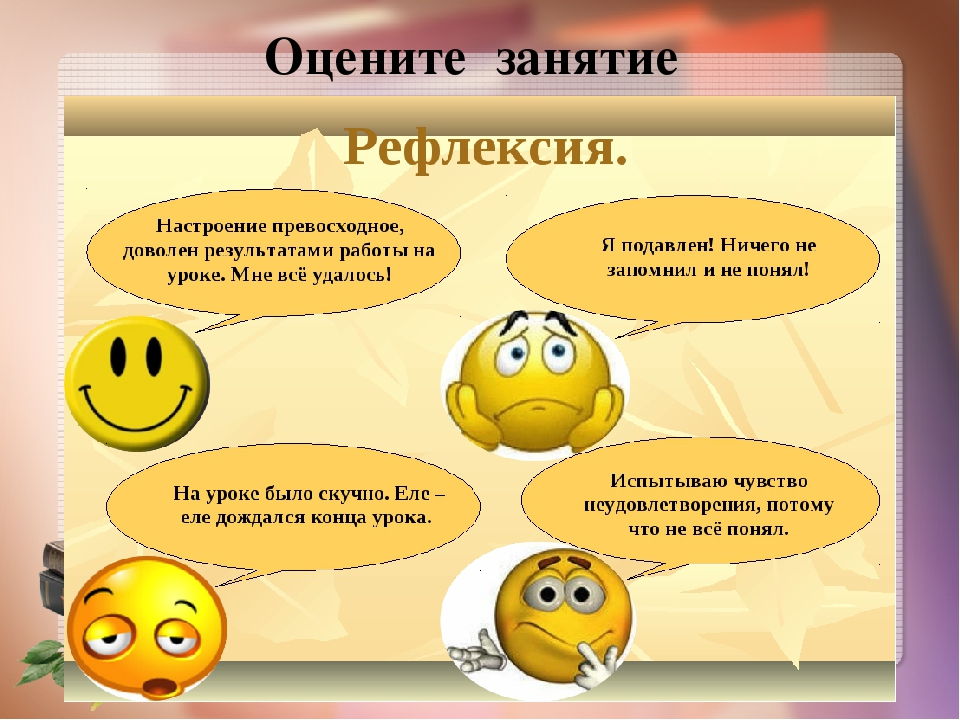 Оцените занятие
Рефлексия.
Настроение превосходное,
доволен результатами работы на
уроке. Мне всё удалось!
Я подавлен! Ничего не
запомнил и не понял!
На уроке было скучно. Еле –
еле дождался конца урока.
Испытываю чувство
неудовлетворения, потому
что не всё понял.